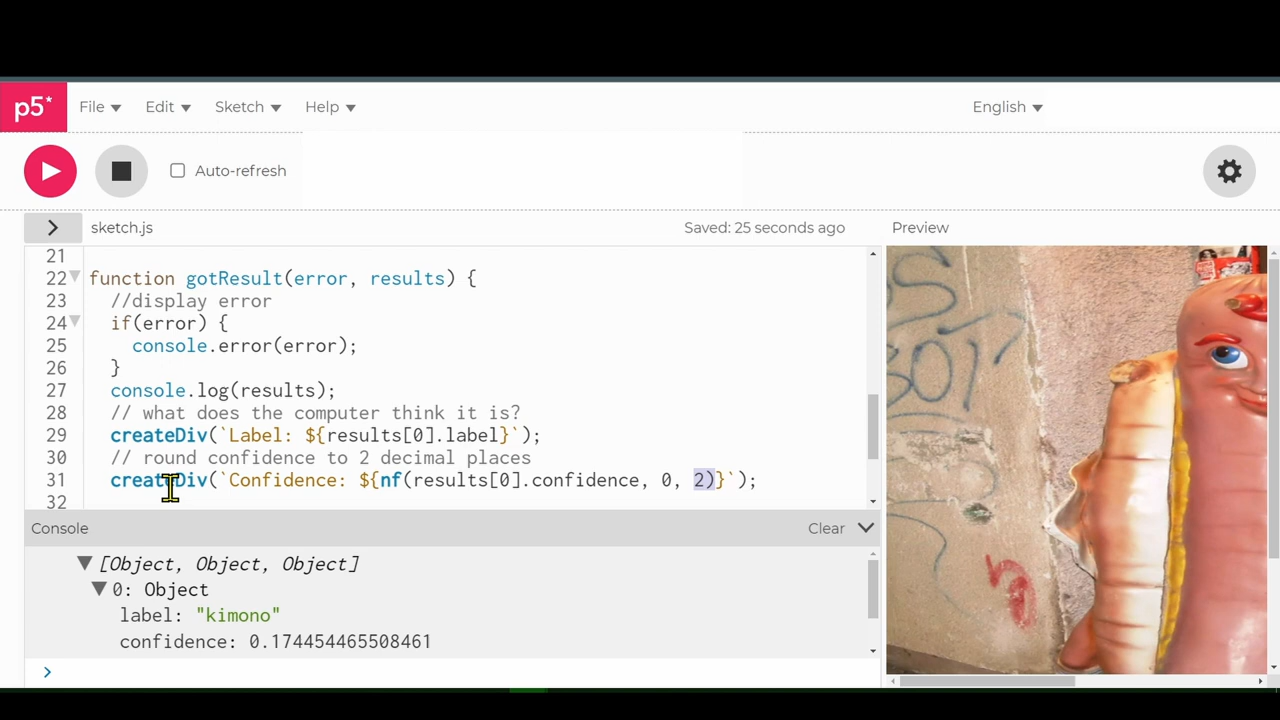 p5* File Edit Sketch Help English
Auto-refresh
sketch.js Saved: 25 seconds ago Preview
21
22 function gotResult(error, results) {
23 //display error
24 if(error) {
25 console.error(error);
26 }
27 console.log(results);
28 // what does the computer think it is?
29 createDiv(`Label: ${results[0].label}`);
30 // round confidence to 2 decimal places
31 createDiv(`Confidence: ${nf(results[0].confidence, 0, 2)}`);
32
Console Clear
[Object, Object, Object]
0: Object
label: "kimono"
confidence: 0.174454465508461
>